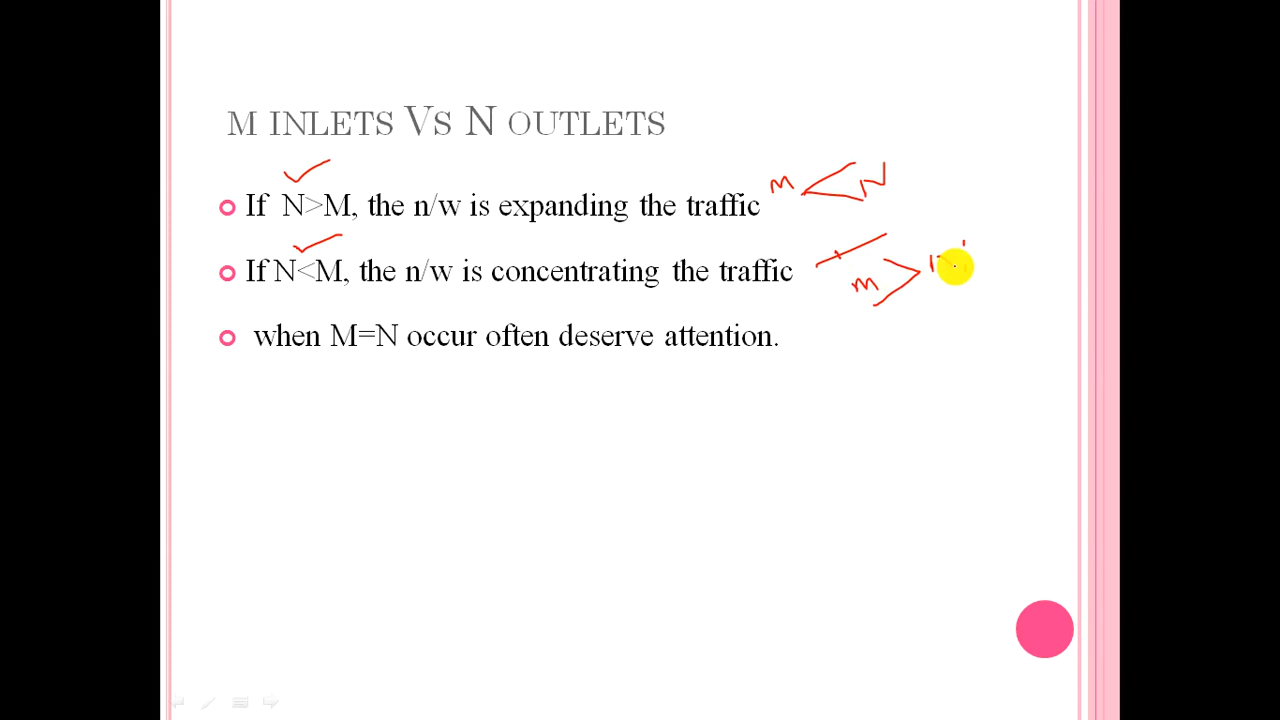 M INLETS VS N OUTLETS
If N>M, the n/w is expanding the traffic m < N
If N<M, the n/w is concentrating the traffic m >
when M=N occur often deserve attention.